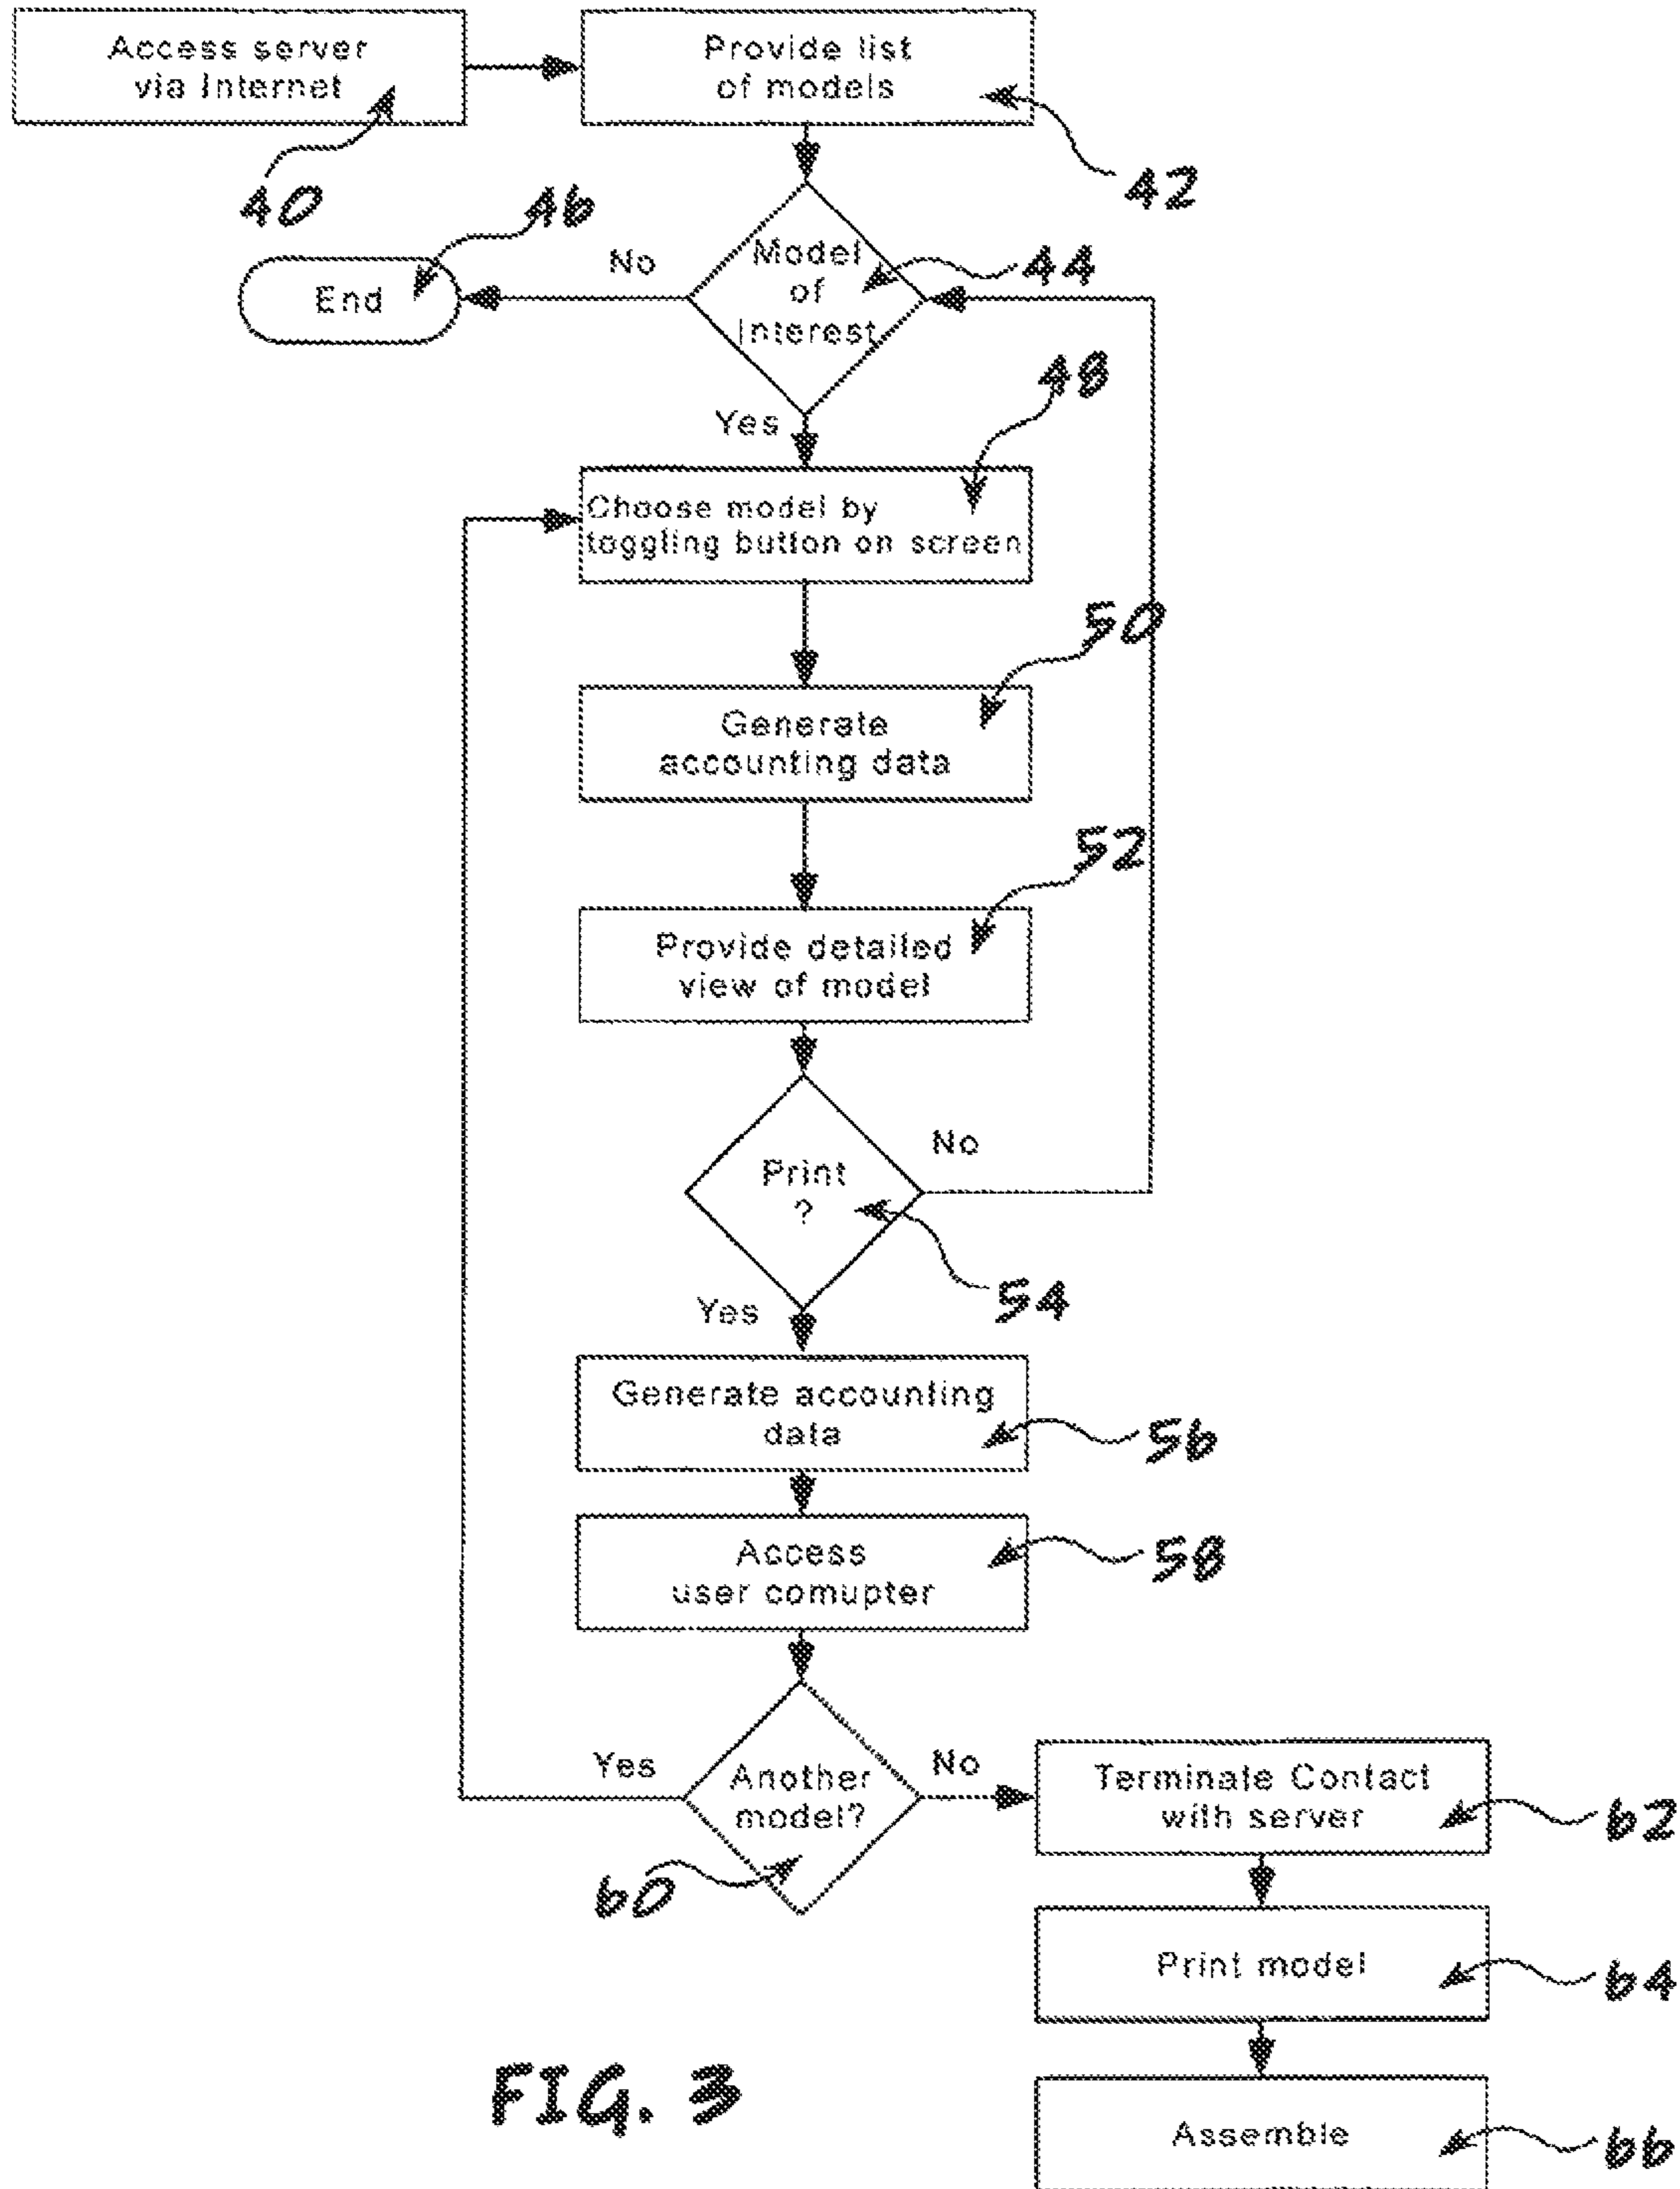 Access server
via Internet
40
Provide list
of models
42
Model
of
Interest
44
No
End
46
Yes
48
Choose model by
toggling button on screen
50
Generate
accounting data
52
Provide detailed
view of model
Print
?
No
54
Yes
Generate accounting
data
56
Access
user comupter
58
Another
model?
Yes
No
60
Terminate Contact
with server
62
Print model
64
Assemble
66
FIG. 3